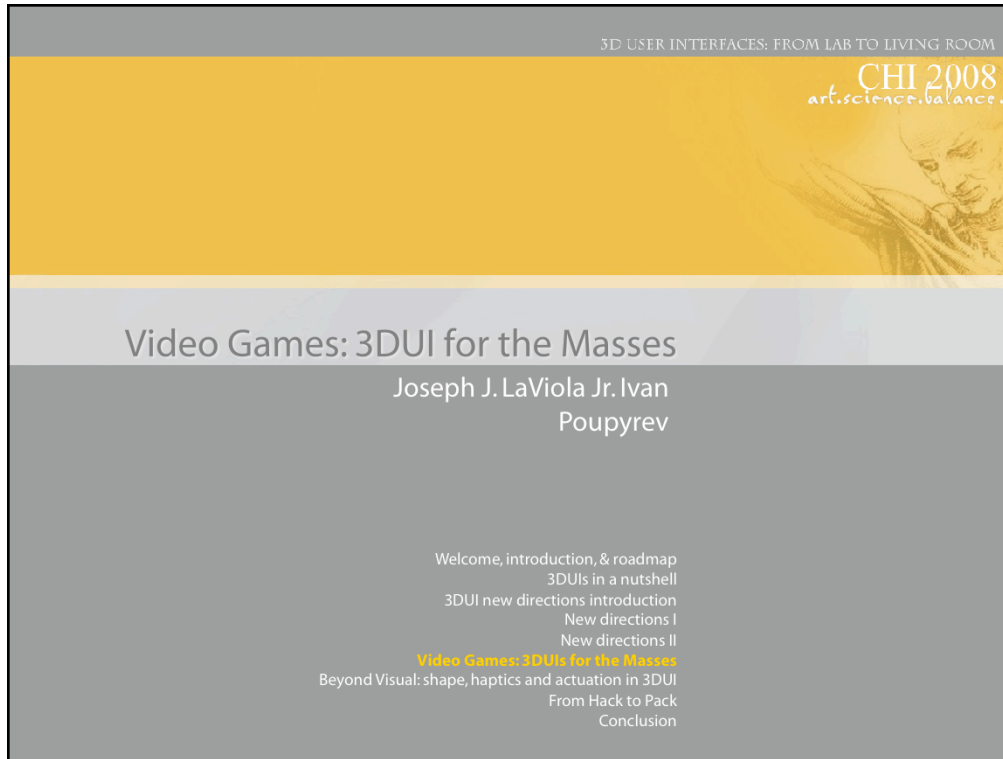 3D USER INTERFACES: FROM LAB TO LIVING ROOM
CHI 2008
art.science.balance.
Video Games: 3DUI for the Masses
Joseph J. LaViola Jr. Ivan
Poupyrev
Welcome, introduction, & roadmap
3DUIs in a nutshell
3DUI new directions introduction
New directions I
New directions II
Video Games: 3DUIs for the Masses
Beyond Visual: shape, haptics and actuation in 3DUI
From Hack to Pack
Conclusion